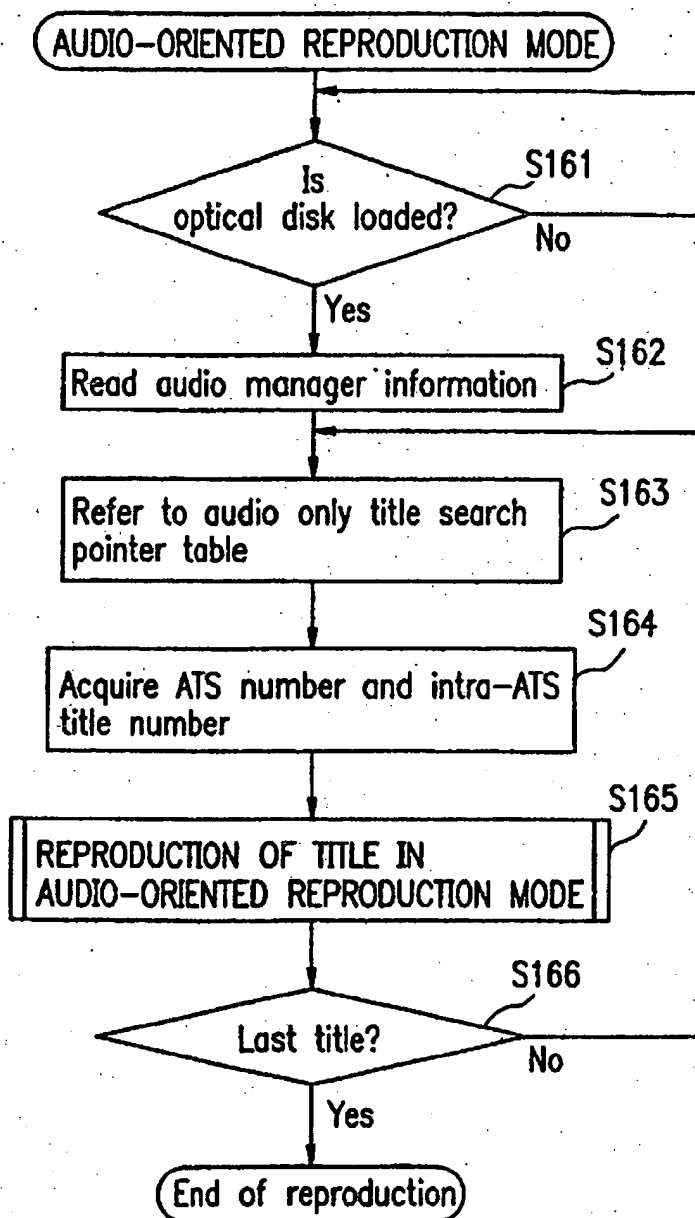 AUDIO-ORIENTED REPRODUCTION MODE
S161
Is
optical disk loaded?
No
Yes
S162
Read audio manager information
S163
Refer to audio only title search
pointer table
S164
Acquire ATS number and intra-ATS
title number
S165
REPRODUCTION OF TITLE IN
AUDIO-ORIENTED REPRODUCTION MODE
S166
Last title?
No
Yes
End of reproduction